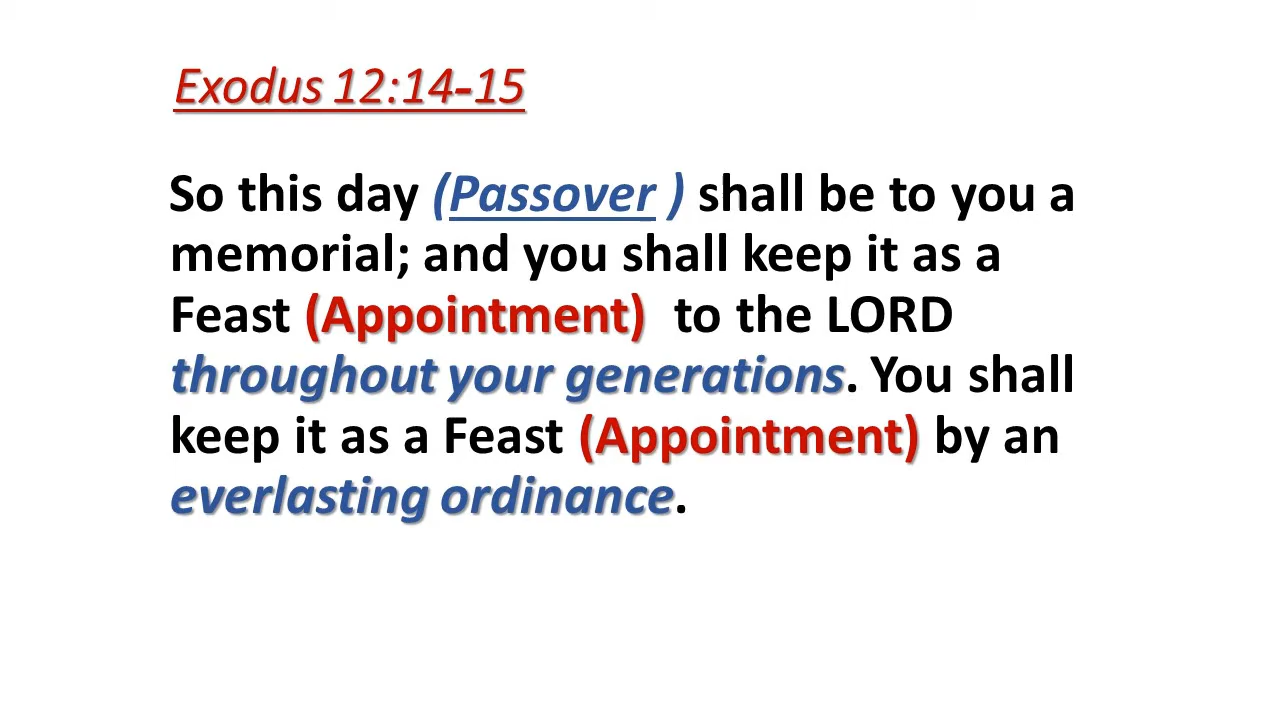 Exodus 12:14-15
So this day (Passover ) shall be to you a
memorial; and you shall keep it as a
Feast (Appointment)  to the LORD
throughout your generations. You shall
keep it as a Feast (Appointment) by an
everlasting ordinance.